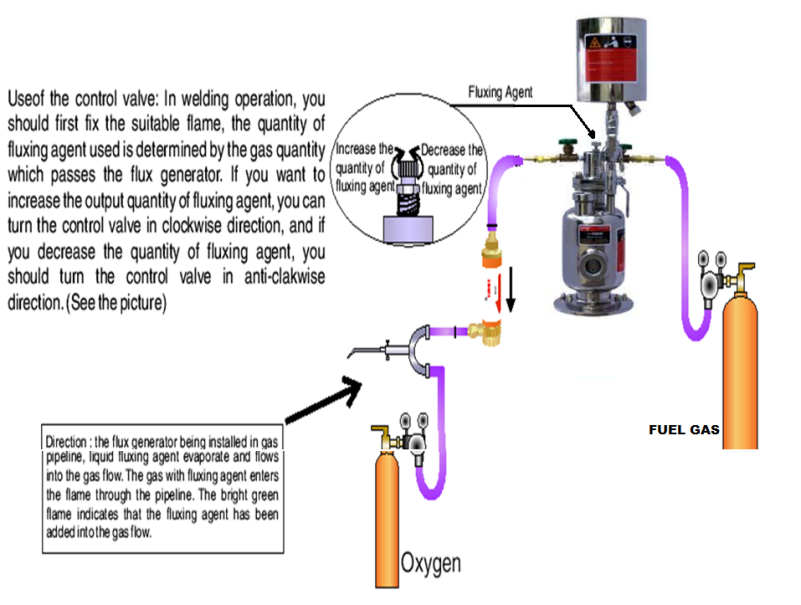 Useof the control valve: In welding operation, you
should first fix the suitable flame, the quantity of
fluxing agent used is determined by the gas quantity
which passes the flux generator. If you want to
increase the output quantity of fluxing agent, you can
turn the control valve in clockwise direction, and if
you decrease the quantity of fluxing agent, you
should turn the control valve in anti-clakwise
direction. (See the picture)
Fluxing Agent
Increase the
quantity of
fluxing agent
Decrease the
quantity of
fluxing agent
FUEL GAS
Direction : the flux generator being installed in gas
pipeline, liquid fluxing agent evaporate and flows
into the gas flow. The gas with fluxing agent enters
the flame through the pipeline. The bright green
flame indicates that the fluxing agent has been
added into the gas flow.
Oxygen